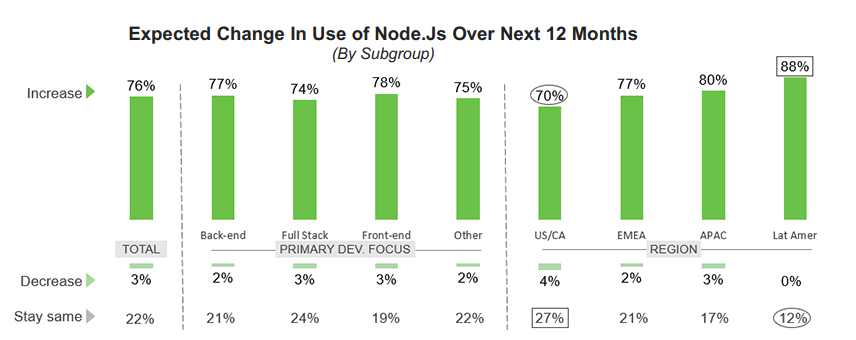 Expected Change In Use of Node.Js Over Next 12 Months
(By Subgroup)
Increase 76% 77% 74% 78% 75% 70% 77% 80% 88%
Back-end Full Stack Front-end Other US/CA EMEA APAC Lat Amer
TOTAL PRIMARY DEV. FOCUS REGION
Decrease 3% 2% 3% 3% 2% 4% 2% 3% 0%
Stay same 22% 21% 24% 19% 22% 27% 21% 17% 12%